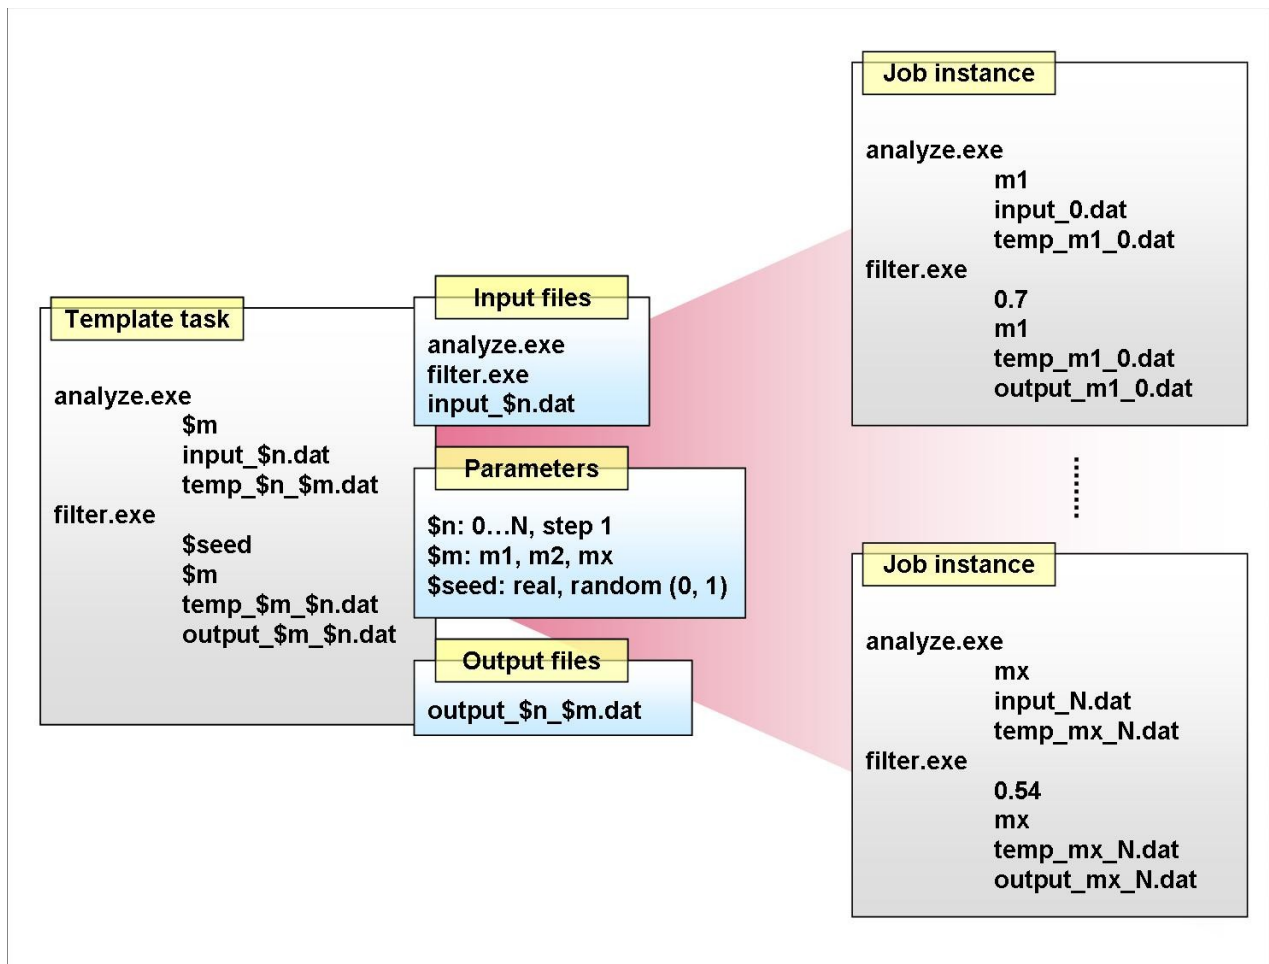 Template task
analyze.exe
$m
input_$n.dat
temp_$n_$m.dat
filter.exe
$seed
$m
temp_$m_$n.dat
output_$m_$n.dat
Input files
analyze.exe
filter.exe
input_$n.dat
Parameters
$n: 0...N, step 1
$m: m1, m2, mx
$seed: real, random (0, 1)
Output files
output_$n_$m.dat
Job instance
analyze.exe
m1
input_0.dat
temp_m1_0.dat
filter.exe
0.7
m1
temp_m1_0.dat
output_m1_0.dat
Job instance
analyze.exe
mx
input_N.dat
temp_mx_N.dat
filter.exe
0.54
mx
temp_mx_N.dat
output_mx_N.dat